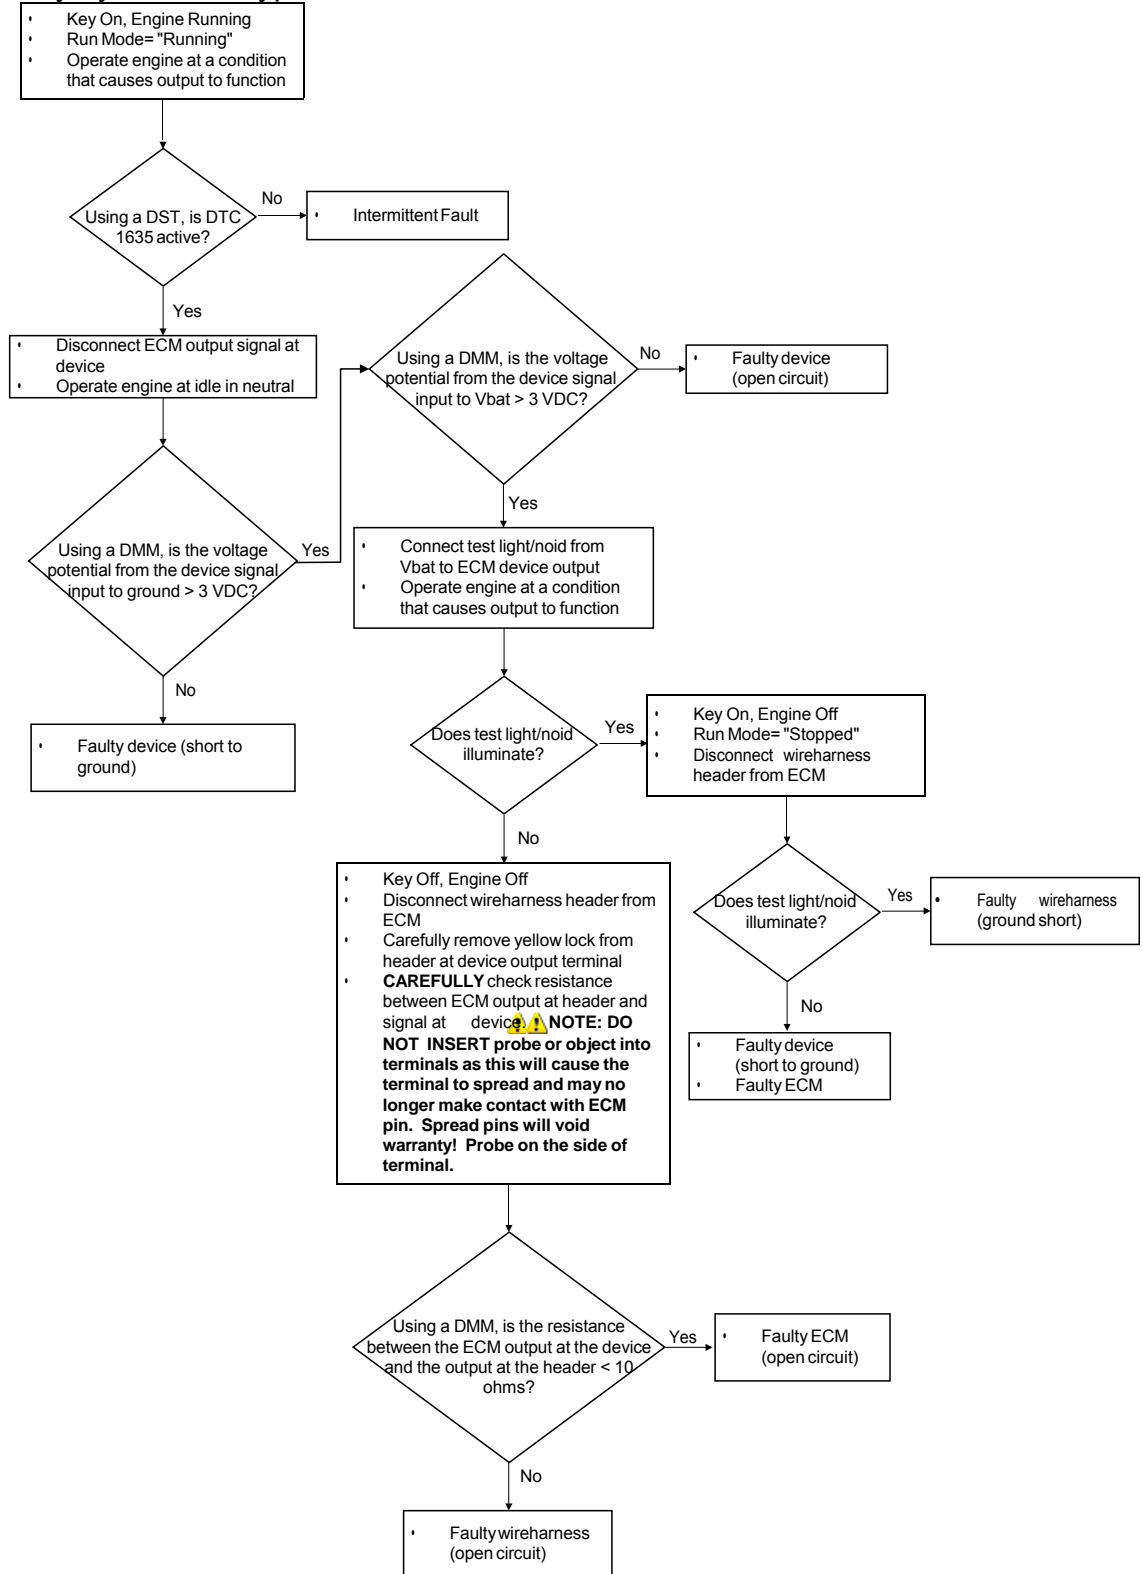 • Key On, Engine Running
• Run Mode= "Running"
• Operate engine at a condition
that causes output to function
Using a DST, is DTC
1635 active?
No
• Intermittent Fault
Yes
• Disconnect ECM output signal at
device
• Operate engine at idle in neutral
Using a DMM, is the voltage
potential from the device signal
input to Vbat > 3 VDC?
No
• Faulty device
(open circuit)
Using a DMM, is the voltage
potential from the device signal
input to ground > 3 VDC?
Yes
No
• Faulty device (short to
ground)
Yes
• Connect test light/noid from
Vbat to ECM device output
• Operate engine at a condition
that causes output to function
Does test light/noid
illuminate?
Yes
• Key On, Engine Off
• Run Mode= "Stopped"
• Disconnect wireharness
header from ECM
No
• Key Off, Engine Off
• Disconnect wireharness header from
ECM
• Carefully remove yellow lock from
header at device output terminal
• CAREFULLY check resistance
between ECM output at header and
signal at device. NOTE: DO
NOT INSERT probe or object into
terminals as this will cause the
terminal to spread and may no
longer make contact with ECM
pin. Spread pins will void
warranty! Probe on the side of
terminal.
Does test light/noid
illuminate?
Yes
• Faulty wireharness
(ground short)
No
• Faulty device
(short to ground)
• Faulty ECM
Using a DMM, is the resistance
between the ECM output at the device
and the output at the header < 10
ohms?
Yes
• Faulty ECM
(open circuit)
No
• Faulty wireharness
(open circuit)